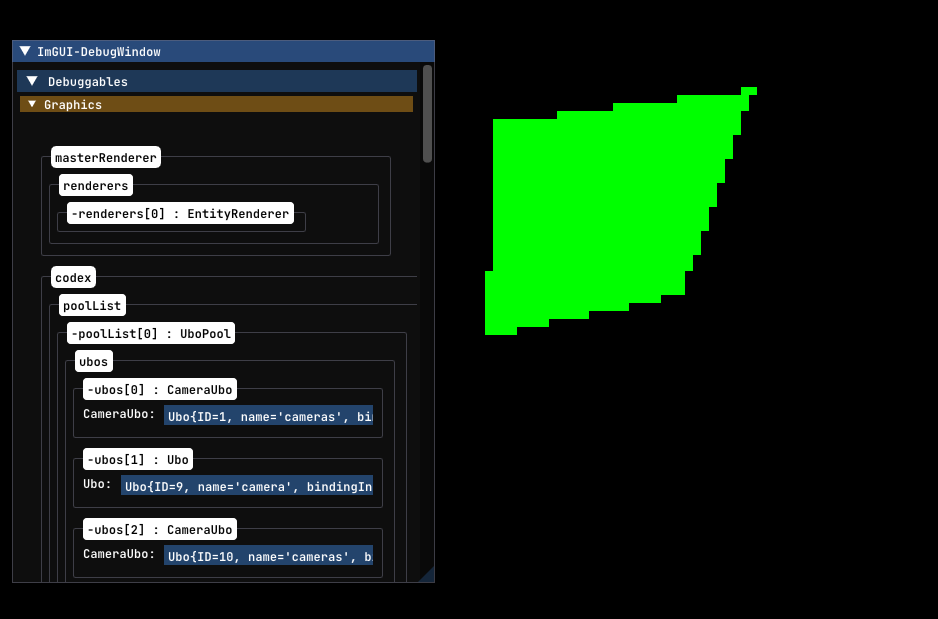 ImGUI-DebugWindow
Debuggables
Graphics
masterRenderer
renderers
-renderers[0] : EntityRenderer
codex
poolList
-poolList[0] : UboPool
ubos
-ubos[0] : CameraUbo
CameraUbo: Ubo{ID=1, name='cameras', bi
-ubos[1] : Ubo
Ubo: Ubo{ID=9, name='camera', bindingIn
-ubos[2] : CameraUbo
CameraUbo: Ubo{ID=10, name='cameras', b